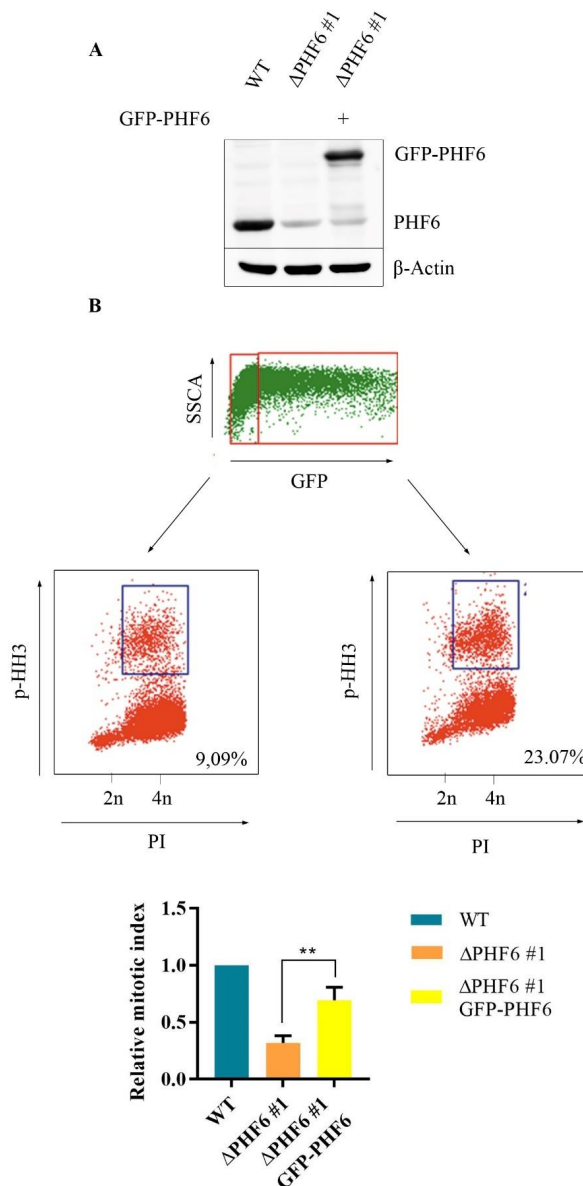 A
WT
ΔPHF6 #1
ΔPHF6 #1
GFP-PHF6
+
GFP-PHF6
PHF6
β-Actin
B
SSCA
GFP
p-HH3
9,09%
2n
4n
PI
p-HH3
23.07%
2n
4n
PI
Relative mitotic index
1.5
1.0
0.5
0.0
**
WT
ΔPHF6 #1
ΔPHF6 #1
GFP-PHF6
WT
ΔPHF6 #1
ΔPHF6 #1
GFP-PHF6